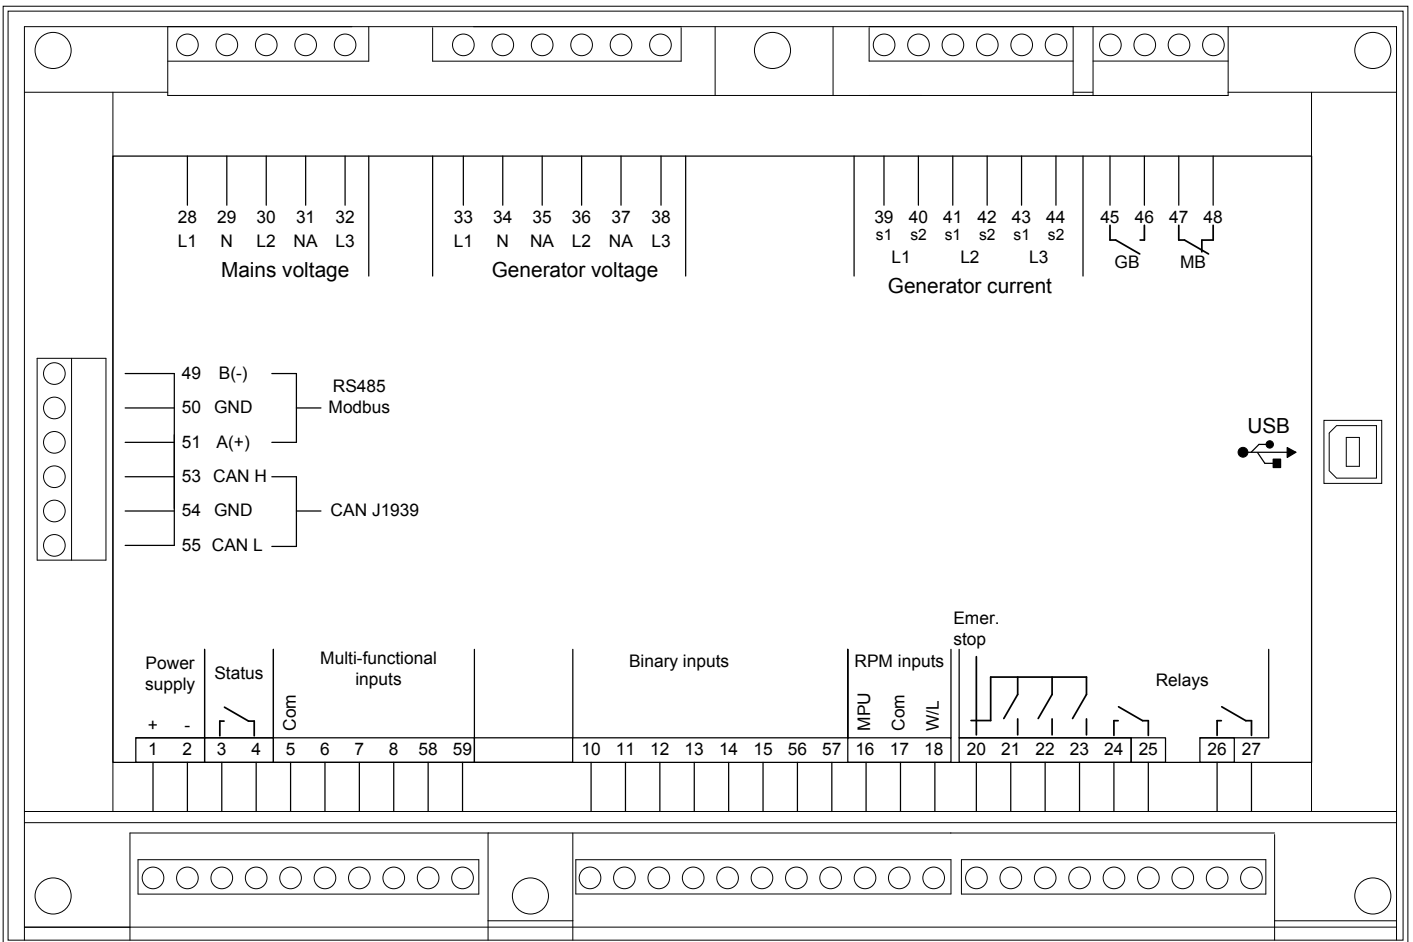 28 29 30 31 32 33 34 35 36 37 38 39 40 41 42 43 44 45 46 47 48
s1 s2 s1 s2 s1 s2
L1 N L2 NA L3 L1 N NA L2 NA L3
L1 L2 L3 GB MB
Mains voltage Generator voltage
Generator current
49 B(-)
RS485
50 GND Modbus
51 A(+)
USB
53 CAN H
54 GND CAN J1939
55 CAN L
Emer.
stop
Power
supply
Status
Multi-functional
inputs
Binary inputs
RPM inputs
Relays
+ - Com MPU Com W/L
1 2 3 4 5 6 7 8 58 59 10 11 12 13 14 15 56 57 16 17 18 20 21 22 23 24 25 26 27